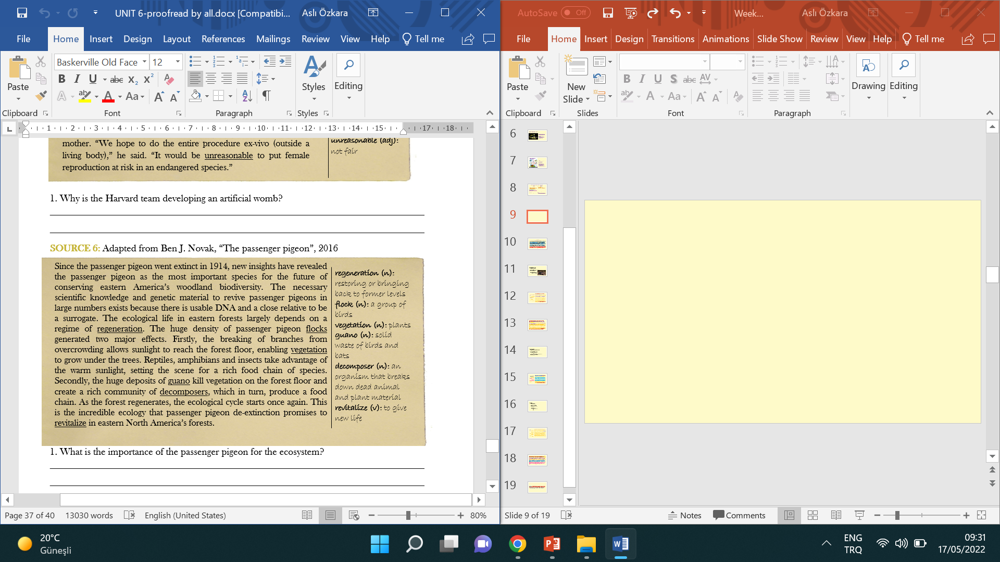 UNIT 6-proofread by all.docx [Compatibi...
Aslı Özkara
File
Home
Insert
Design
Layout
References
Mailings
Review
View
Help
Tell me
Paste
Clipboard
Baskerville Old Face
12
Font
Paragraph
Styles
Styles
Editing
1 2 3 4 5 6 7 8 9 10 11 12 13 14 15 17 18
mother. “We hope to do the entire procedure ex-vivo (outside a
living body),” he said. “It would be unreasonable to put female
reproduction at risk in an endangered species.”
unreasonable (adj):
not fair
1. Why is the Harvard team developing an artificial womb?
SOURCE 6: Adapted from Ben J. Novak, “The passenger pigeon”, 2016
Since the passenger pigeon went extinct in 1914, new insights have revealed
the passenger pigeon as the most important species for the future of
conserving eastern America’s woodland biodiversity. The necessary
scientific knowledge and genetic material to revive passenger pigeons in
large numbers exists because there is usable DNA and a close relative to be
a surrogate. The ecological life in eastern forests largely depends on a
regime of regeneration. The huge density of passenger pigeon flocks
generated two major effects. Firstly, the breaking of branches from
overcrowding allows sunlight to reach the forest floor, enabling vegetation
to grow under the trees. Reptiles, amphibians and insects take advantage of
the warm sunlight, setting the scene for a rich food chain of species.
Secondly, the huge deposits of guano kill vegetation on the forest floor and
create a rich community of decomposers, which in turn, produce a food
chain. As the forest regenerates, the ecological cycle starts once again. This
is the incredible ecology that passenger pigeon de-extinction promises to
revitalize in eastern North America’s forests.
regeneration (n):
restoring or bringing
back to former levels
flock (n): a group of
birds
vegetation (n): plants
guano (n): solid
waste of birds and
bats
decomposer (n): an
organism that breaks
down dead animal
and plant material
revitalize (v): to give
new life
1. What is the importance of the passenger pigeon for the ecosystem?
Page 37 of 40
13030 words
English (United States)
80%
AutoSave Off
Week...
Aslı Özkara
File
Home
Insert
Design
Transitions
Animations
Slide Show
Review
View
Help
Tell me
Paste
Clipboard
New
Slide
Slides
Font
Paragraph
Drawing
Editing
6
7
8
9
10
11
12
13
14
15
16
17
18
19
Slide 9 of 19
Notes
Comments
20°C
Güneşli
ENG
TRQ
09:31
17/05/2022